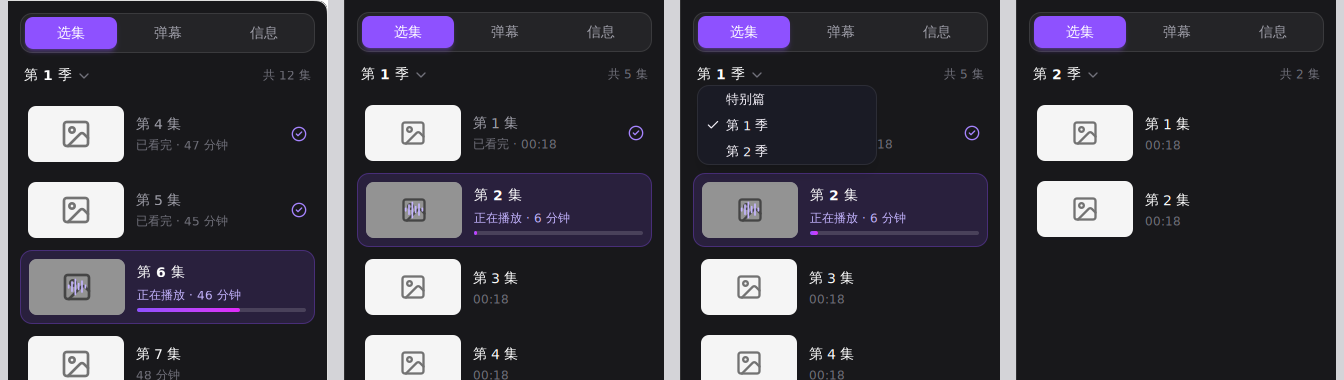 选集 弹幕 信息
第 1 季 共 12 集
第 4 集
已看完 · 47 分钟
第 5 集
已看完 · 45 分钟
第 6 集
正在播放 · 46 分钟
第 7 集
48 分钟
选集 弹幕 信息
第 1 季 共 5 集
第 1 集
已看完 · 00:18
第 2 集
正在播放 · 6 分钟
第 3 集
00:18
第 4 集
00:18
选集 弹幕 信息
第 1 季 共 5 集
特别篇
第 1 季
第 2 季
18
第 2 集
正在播放 · 6 分钟
第 3 集
00:18
第 4 集
00:18
选集 弹幕 信息
第 2 季 共 2 集
第 1 集
00:18
第 2 集
00:18